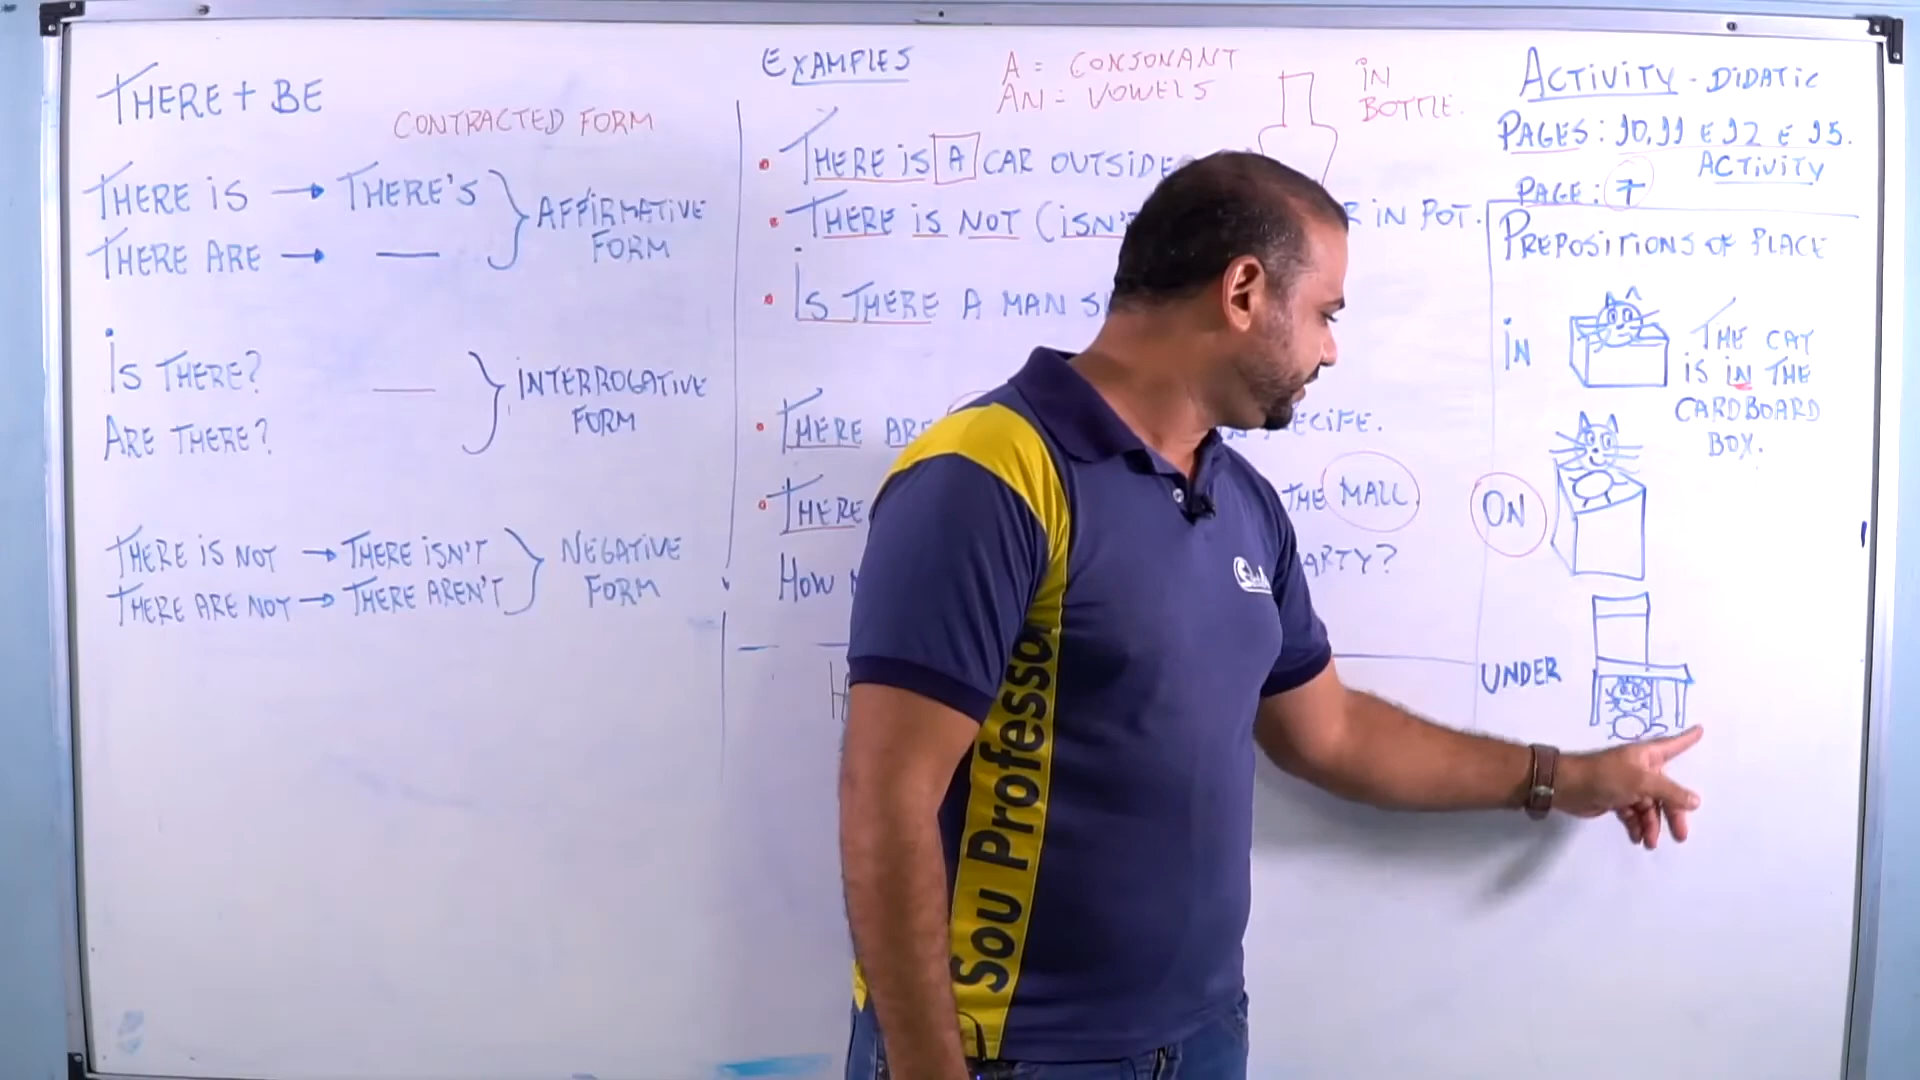 THERE + BE
CONTRACTED FORM
THERE IS → THERE'S
THERE ARE → —
AFFIRMATIVE
FORM
IS THERE? —
ARE THERE?
INTERROGATIVE
FORM
THERE IS NOT → THERE ISN'T
THERE ARE NOT → THERE AREN'T
NEGATIVE
FORM
EXAMPLES
A = CONSONANT
AN = VOWELS
IN
BOTTLE.
• THERE IS A CAR OUTSIDE
• THERE IS NOT (ISN'T IN POT.
• IS THERE A MAN
• THERE ARE
• THERE THE MALL.
HOW
Sou Professo
ACTIVITY - DIDATIC
PAGES: 10, 11 E 12 E 15.
ACTIVITY
PAGE: 7
PREPOSITIONS OF PLACE
IN
THE CAT
IS IN THE
CARDBOARD
BOX.
ON
UNDER